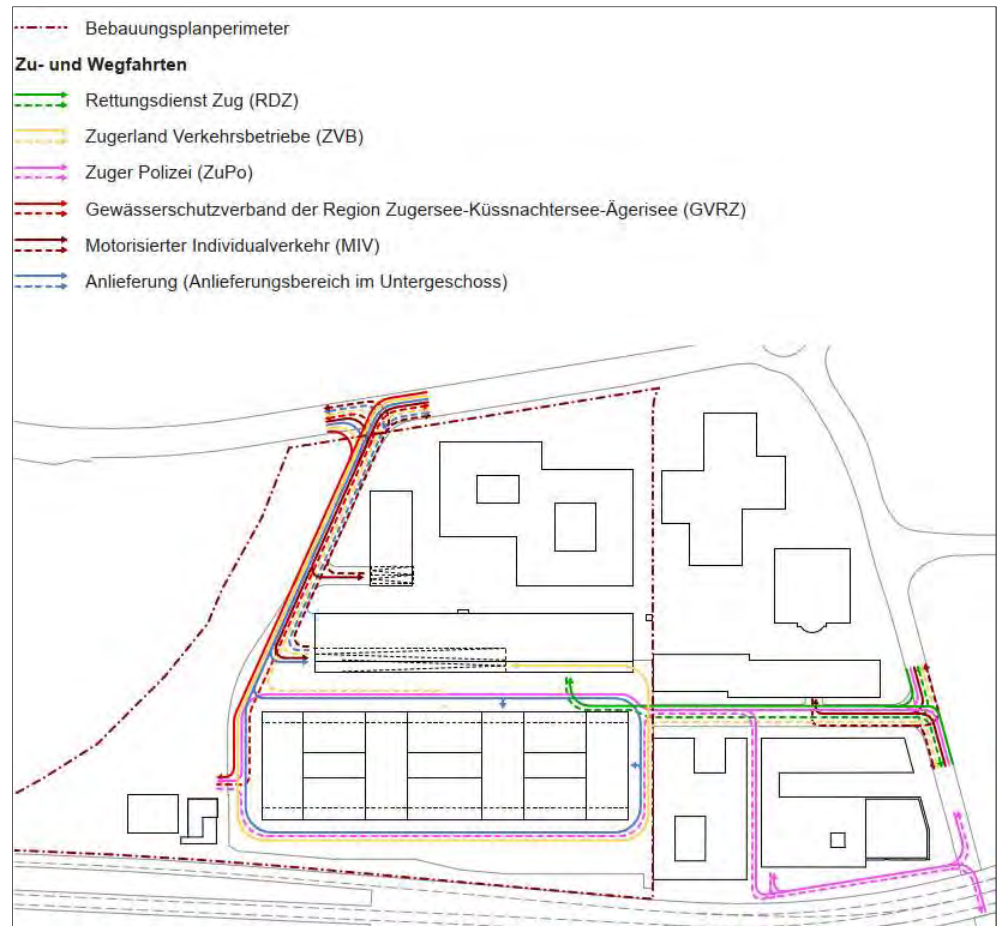 Bebauungsplanperimeter
Zu- und Wegfahrten
Rettungsdienst Zug (RDZ)
Zugerland Verkehrsbetriebe (ZVB)
Zuger Polizei (ZuPo)
Gewässerschutzverband der Region Zugersee-Küssnachtersee-Ägerisee (GVRZ)
Motorisierter Individualverkehr (MIV)
Anlieferung (Anlieferungsbereich im Untergeschoss)